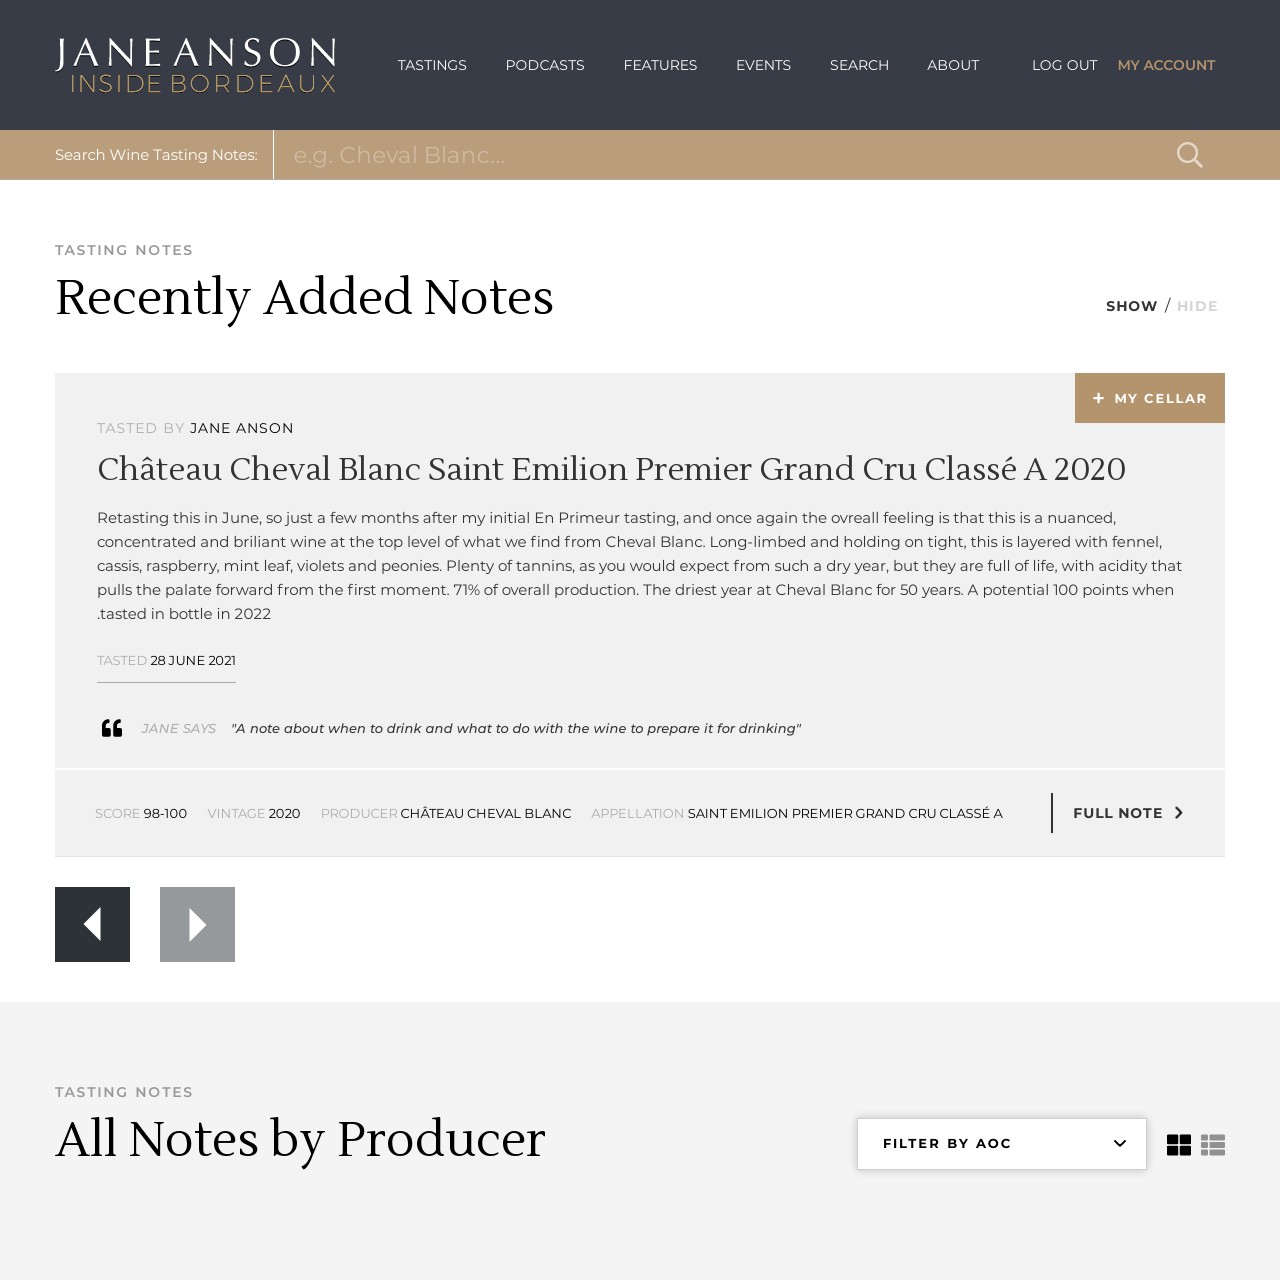 JANE ANSON
INSIDE BORDEAUX
TASTINGS PODCASTS FEATURES EVENTS SEARCH ABOUT LOG OUT MY ACCOUNT
Search Wine Tasting Notes: e.g. Cheval Blanc...
TASTING NOTES
Recently Added Notes
SHOW / HIDE
+ MY CELLAR
TASTED BY JANE ANSON
Château Cheval Blanc Saint Emilion Premier Grand Cru Classé A 2020
Retasting this in June, so just a few months after my initial En Primeur tasting, and once again the ovreall feeling is that this is a nuanced,
concentrated and briliant wine at the top level of what we find from Cheval Blanc. Long-limbed and holding on tight, this is layered with fennel,
cassis, raspberry, mint leaf, violets and peonies. Plenty of tannins, as you would expect from such a dry year, but they are full of life, with acidity that
pulls the palate forward from the first moment. 71% of overall production. The driest year at Cheval Blanc for 50 years. A potential 100 points when
.tasted in bottle in 2022
TASTED 28 JUNE 2021
JANE SAYS "A note about when to drink and what to do with the wine to prepare it for drinking"
SCORE 98-100 VINTAGE 2020 PRODUCER CHÂTEAU CHEVAL BLANC APPELLATION SAINT EMILION PREMIER GRAND CRU CLASSÉ A FULL NOTE
TASTING NOTES
All Notes by Producer
FILTER BY AOC